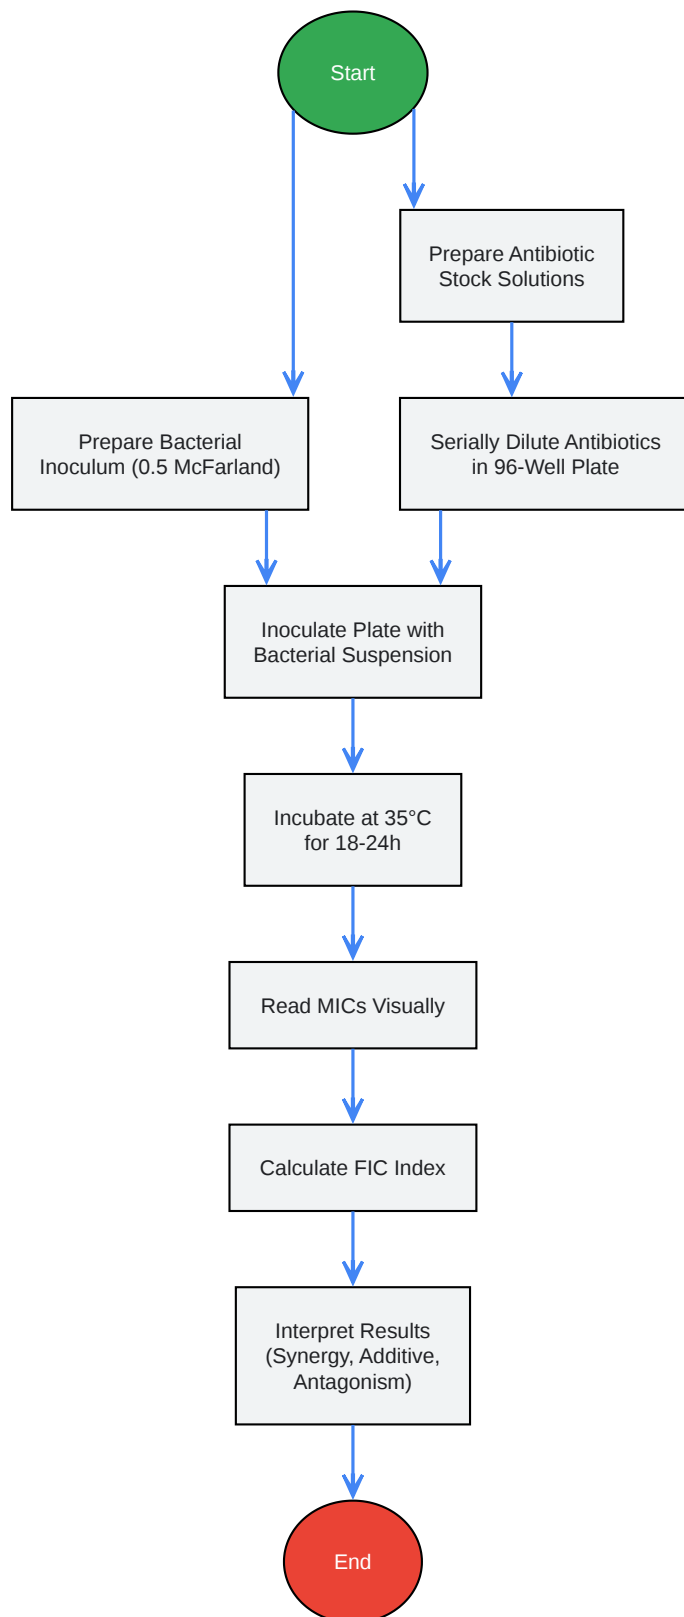 Start
Prepare Antibiotic
Stock Solutions
Prepare Bacterial
Inoculum (0.5 McFarland)
Serially Dilute Antibiotics
in 96-Well Plate
Inoculate Plate with
Bacterial Suspension
Incubate at 35°C
for 18-24h
Read MICs Visually
Calculate FIC Index
Interpret Results
(Synergy, Additive,
Antagonism)
End